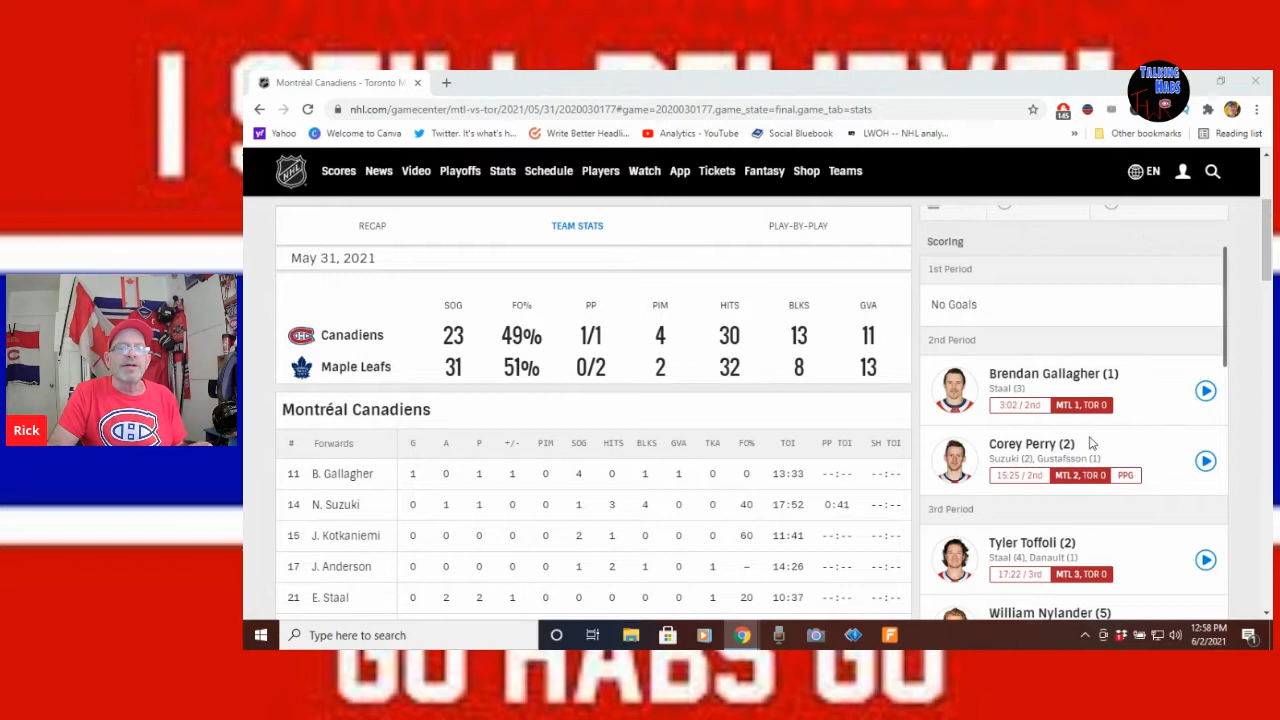 I STILL BELIEVE!
TALKING
HABS
Montréal Canadiens - Toronto M
nhl.com/gamecenter/mtl-vs-tor/2021/05/31/2020030177#game=2020030177,game_state=final,game_tab=stats
145
Yahoo
Welcome to Canva
Twitter. It's what's h...
Write Better Headli...
Analytics - YouTube
Social Bluebook
LWOH -- NHL analy...
»
Other bookmarks
Reading list
NHL
Scores
News
Video
Playoffs
Stats
Schedule
Players
Watch
App
Tickets
Fantasy
Shop
Teams
EN
RECAP
TEAM STATS
PLAY-BY-PLAY
May 31, 2021
SOG FO% PP PIM HITS BLKS GVA
Canadiens 23 49% 1/1 4 30 13 11
Maple Leafs 31 51% 0/2 2 32 8 13
Montréal Canadiens
# Forwards G A P +/- PIM SOG HITS BLKS GVA TKA FO% TOI PP TOI SH TOI
11 B. Gallagher 1 0 1 1 0 4 0 1 1 0 0 13:33 --:-- --:--
14 N. Suzuki 0 1 1 0 0 1 3 4 0 0 40 17:52 0:41 --:--
15 J. Kotkaniemi 0 0 0 0 0 2 1 0 0 0 60 11:41 --:-- --:--
17 J. Anderson 0 0 0 0 0 1 2 1 0 1 – 14:26 --:-- --:--
21 E. Staal 0 2 2 1 0 0 0 0 0 1 20 10:37 --:-- --:--
Scoring
1st Period
No Goals
2nd Period
Brendan Gallagher (1)
Staal (3)
3:02 / 2nd MTL 1, TOR 0
Corey Perry (2)
Suzuki (2), Gustafsson (1)
15:25 / 2nd MTL 2, TOR 0 PPG
3rd Period
Tyler Toffoli (2)
Staal (4), Danault (1)
17:22 / 3rd MTL 3, TOR 0
William Nylander (5)
Rick
Type here to search
12:58 PM
6/2/2021
1
GO HABS GO